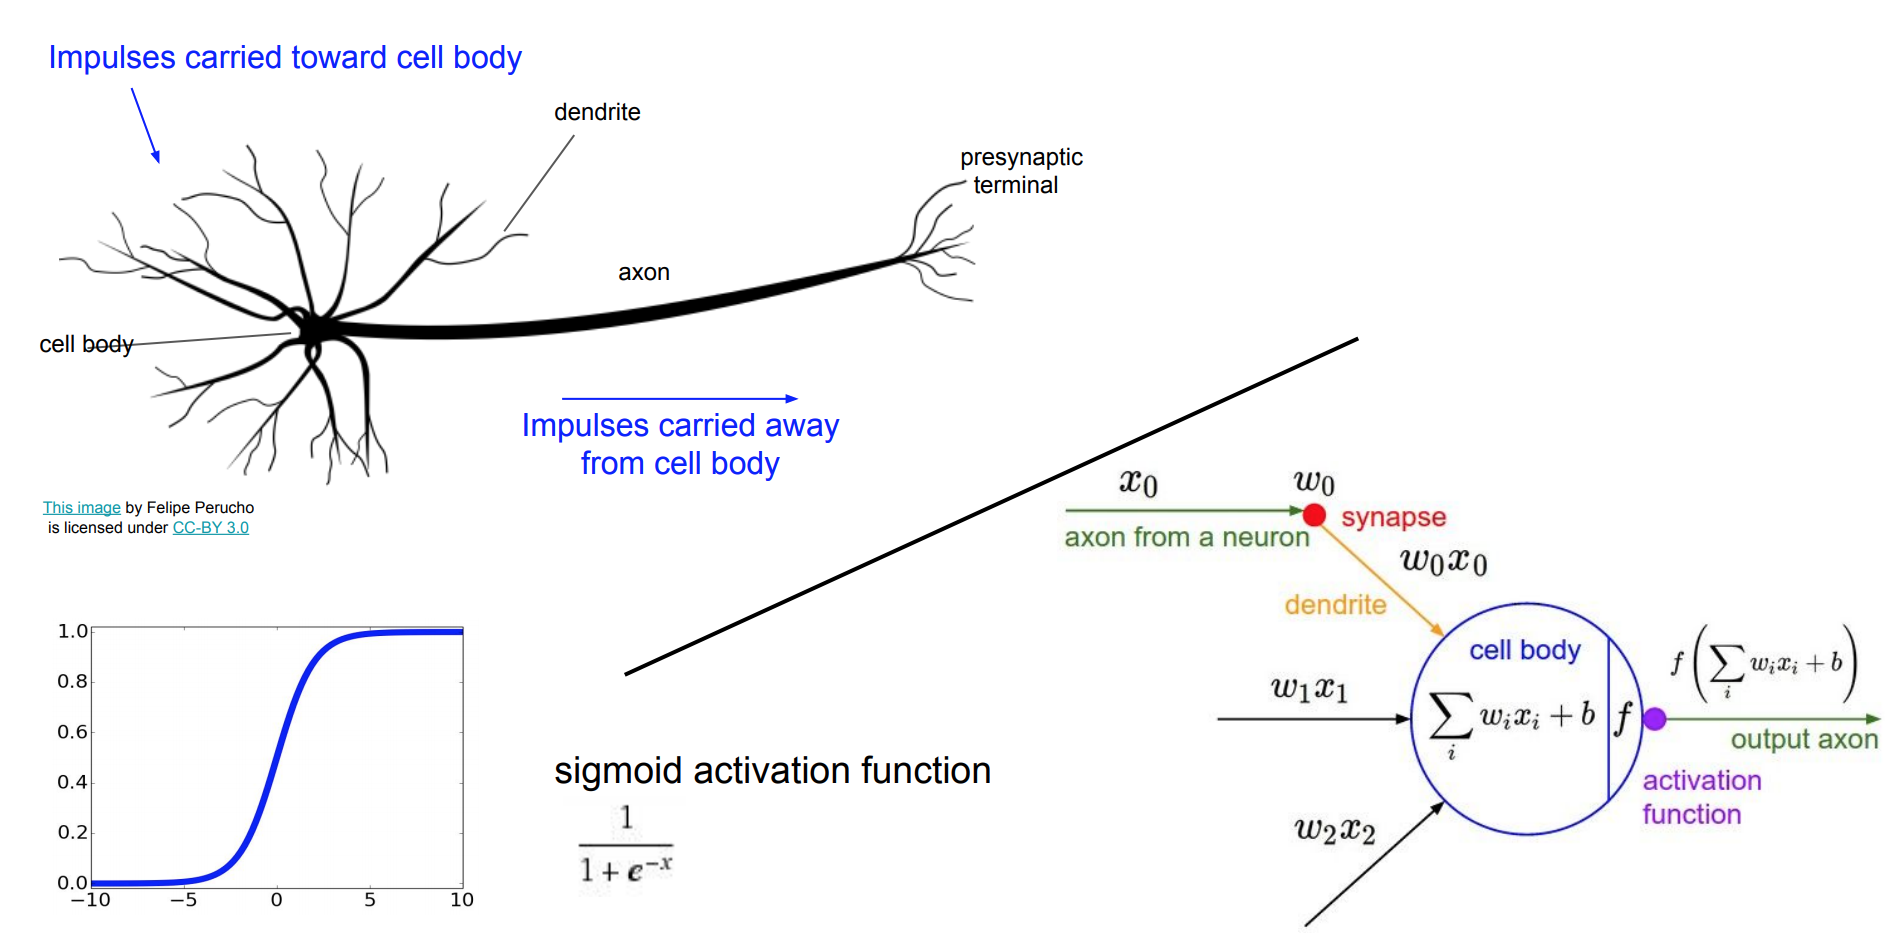 Impulses carried toward cell body
dendrite
presynaptic
terminal
axon
cell body
Impulses carried away
from cell body
This image by Felipe Perucho
is licensed under CC-BY 3.0
1.0
0.8
0.6
0.4
0.2
0.0
−10 −5 0 5 10
sigmoid activation function
1
1 + e^{−x}
x₀
w₀
synapse
axon from a neuron
w₀x₀
dendrite
cell body
f(∑ᵢ wᵢxᵢ + b)
w₁x₁
∑ᵢ wᵢxᵢ + b
f
output axon
activation
function
w₂x₂